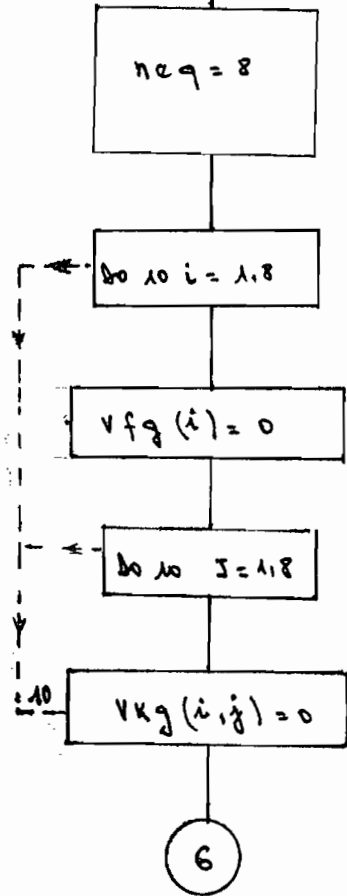 neq = 8
Do 10 i = 1,8
vfg (i) = 0
Do 10 J = 1,8
10
vkg (i,j) = 0
6